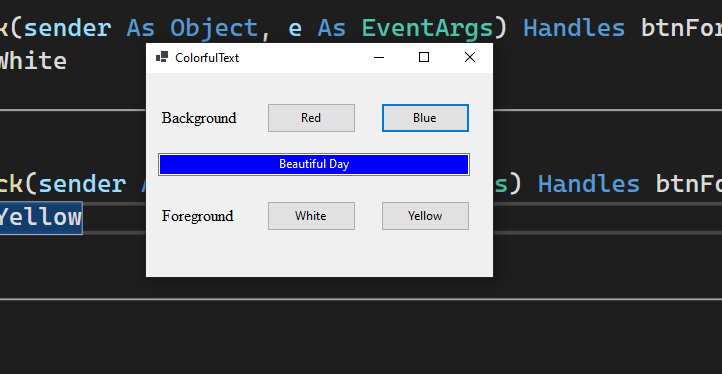 k(sender As Object, e As EventArgs) Handles btnFor
White
ColorfulText
Background Red Blue
Beautiful Day
ck(sender A s) Handles btnFo
Yellow
Foreground White Yellow